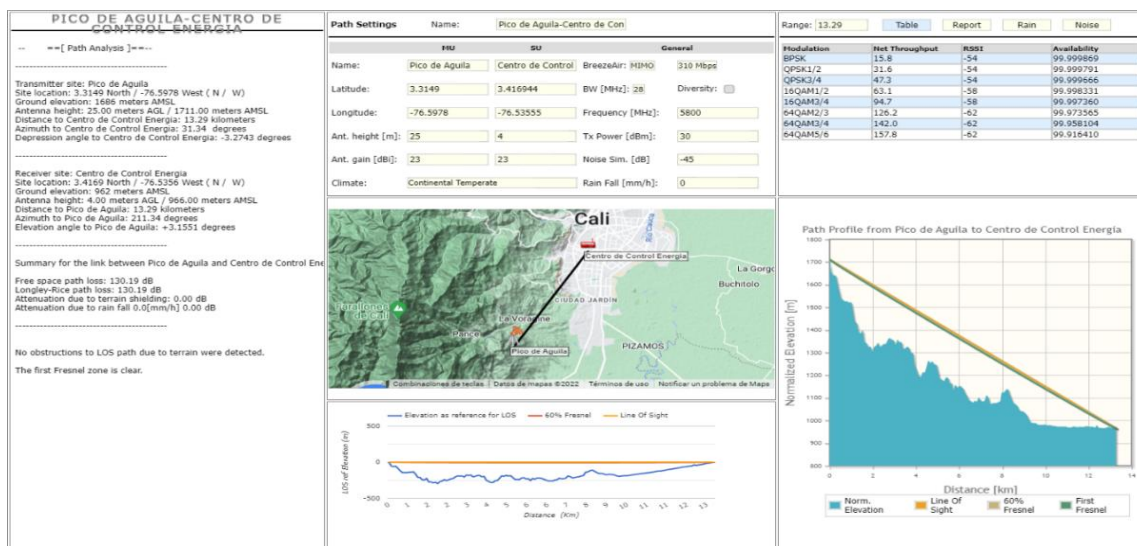 PICO DE AGUILA-CENTRO DE
CONTROL ENERGIA
-- ==[ Path Analysis ]==--
-------------------------------------------
Transmitter site: Pico de Aguila
Site location: 3.3149 North / -76.5978 West ( N / W)
Ground elevation: 1686 meters AMSL
Antenna height: 25.00 meters AGL / 1711.00 meters AMSL
Distance to Centro de Control Energia: 13.29 kilometers
Azimuth to Centro de Control Energia: 31.34 degrees
Depression angle to Centro de Control Energia: -3.2743 degrees
-------------------------------------------
Receiver site: Centro de Control Energia
Site location: 3.4169 North / -76.5356 West ( N / W)
Ground elevation: 962 meters AMSL
Antenna height: 4.00 meters AGL / 966.00 meters AMSL
Distance to Pico de Aguila: 13.29 kilometers
Azimuth to Pico de Aguila: 211.34 degrees
Elevation angle to Pico de Aguila: +3.1551 degrees
-------------------------------------------
Summary for the link between Pico de Aguila and Centro de Control Ene
Free space path loss: 130.19 dB
Longley-Rice path loss: 130.19 dB
Attenuation due to terrain shielding: 0.00 dB
Attenuation due to rain fall 0.0[mm/h] 0.00 dB
-------------------------------------------
No obstructions to LOS path due to terrain were detected.
The first Fresnel zone is clear.
Path Settings Name: Pico de Aguila-Centro de Con
HU SU General
Name: Pico de Aguila Centro de Control BreezeAir: MIMO 310 Mbps
Latitude: 3.3149 3.416944 BW [MHz]: 28 Diversity:
Longitude: -76.5978 -76.53555 Frequency [MHz]: 5800
Ant. height [m]: 25 4 Tx Power [dBm]: 30
Ant. gain [dBi]: 23 23 Noise Sim. [dB] -45
Climate: Continental Temperate Rain Fall [mm/h]: 0
Cali
Centro de Control Energia
La Gorgo
Buchitolo
CIUDAD JARDÍN
Farallones
de Cali
La Voragine
Pance
Pico de Aguila
PIZAMOS
Combinaciones de teclas Datos de mapas ©2022 Términos de uso Notificar un problema de Maps
Elevation as reference for LOS 60% Fresnel Line Of Sight
LOS ref Elevation (m)
500
0
-500
0 1 1 2 3 3 4 4 5 6 6 7 8 8 9 10 10 11 12 12 13
Distance (Km)
Range: 13.29 Table Report Rain Noise
Modulation Net Throughput RSSI Availability
BPSK 15.8 -54 99.999869
QPSK1/2 31.6 -54 99.999791
QPSK3/4 47.3 -54 99.999666
16QAM1/2 63.1 -58 99.998331
16QAM3/4 94.7 -58 99.997360
64QAM2/3 126.2 -62 99.973565
64QAM3/4 142.0 -62 99.958104
64QAM5/6 157.8 -62 99.916410
Path Profile from Pico de Aguila to Centro de Control Energia
Normalized Elevation [m]
1800
1700
1600
1500
1400
1300
1200
1100
1000
900
800
0 2 4 6 8 10 12 14
Distance [km]
Norm. Elevation
Line Of Sight
60% Fresnel
First Fresnel